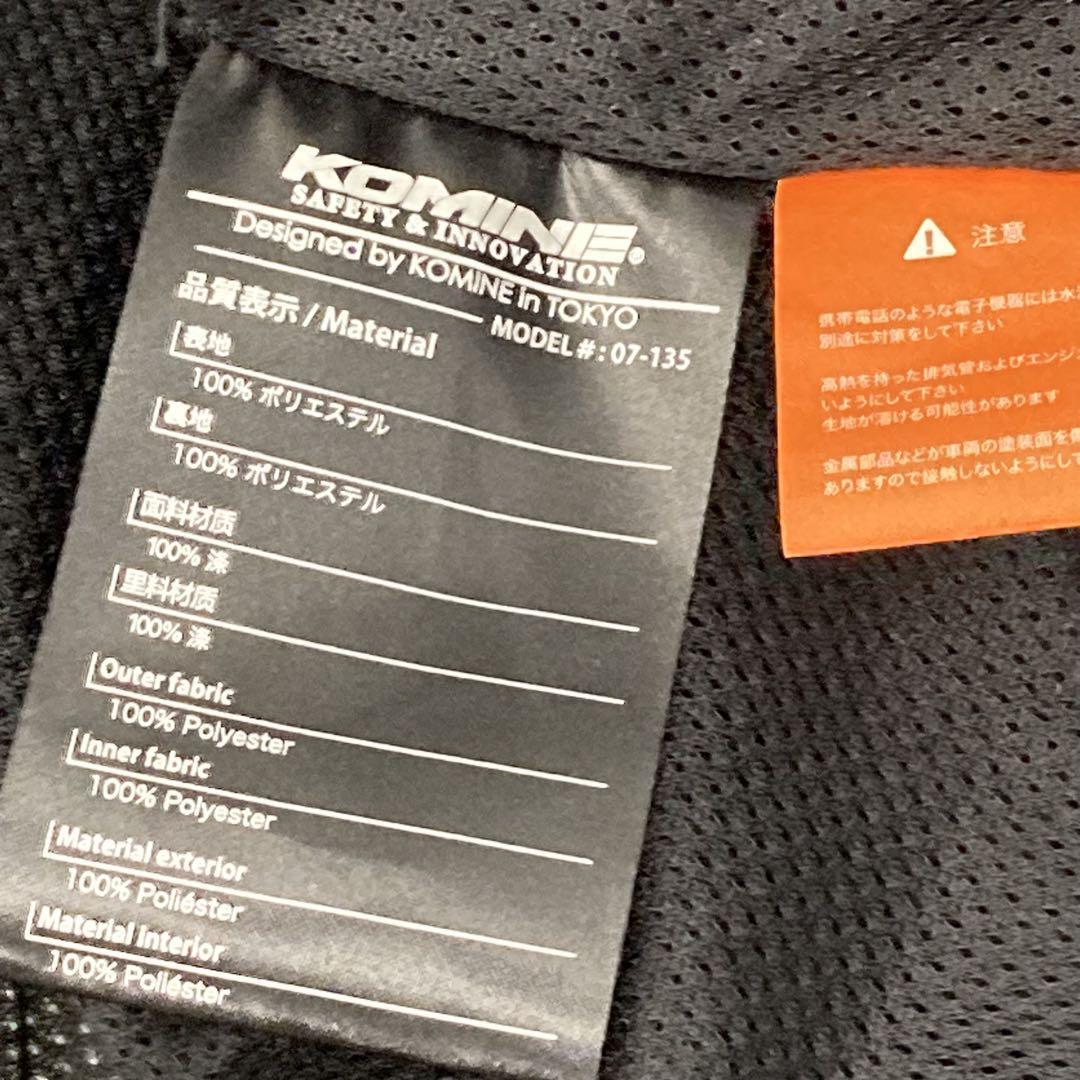 KOMINE®
SAFETY & INNOVATION
Designed by KOMINE in TOKYO
品質表示 / Material
MODEL # : 07-135
表地
100% ポリエステル
裏地
100% ポリエステル
面料材质
100% 涤
里料材质
100% 涤
Outer fabric
100% Polyester
Inner fabric
100% Polyester
Material exterior
100% Poliéster
Material Interior
100% Poliéster
注意
携帯電話のような電子機器には水
別途に対策をして下さい
高熱を持った排気管およびエンジ
いようにして下さい
生地が溶ける可能性があります
金属部品などが車両の塗装面を傷
ありますので接触しないようにして